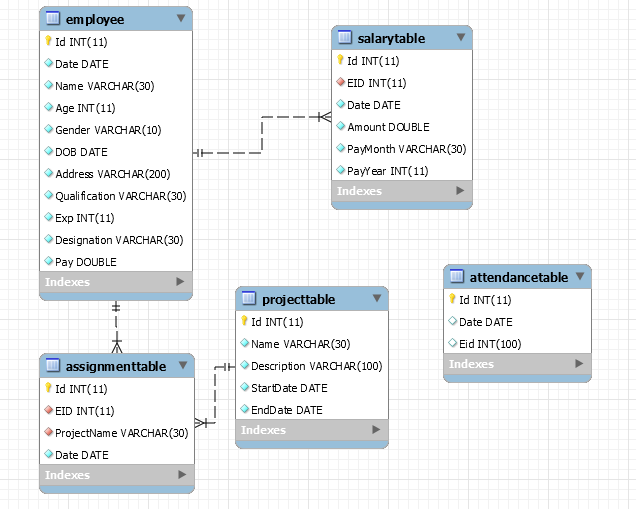 employee
Id INT(11)
Date DATE
Name VARCHAR(30)
Age INT(11)
Gender VARCHAR(10)
DOB DATE
Address VARCHAR(200)
Qualification VARCHAR(30)
Exp INT(11)
Designation VARCHAR(30)
Pay DOUBLE
Indexes
salarytable
Id INT(11)
EID INT(11)
Date DATE
Amount DOUBLE
PayMonth VARCHAR(30)
PayYear INT(11)
Indexes
attendancetable
Id INT(11)
Date DATE
Eid INT(100)
Indexes
projecttable
Id INT(11)
Name VARCHAR(30)
Description VARCHAR(100)
StartDate DATE
EndDate DATE
Indexes
assignmenttable
Id INT(11)
EID INT(11)
ProjectName VARCHAR(30)
Date DATE
Indexes